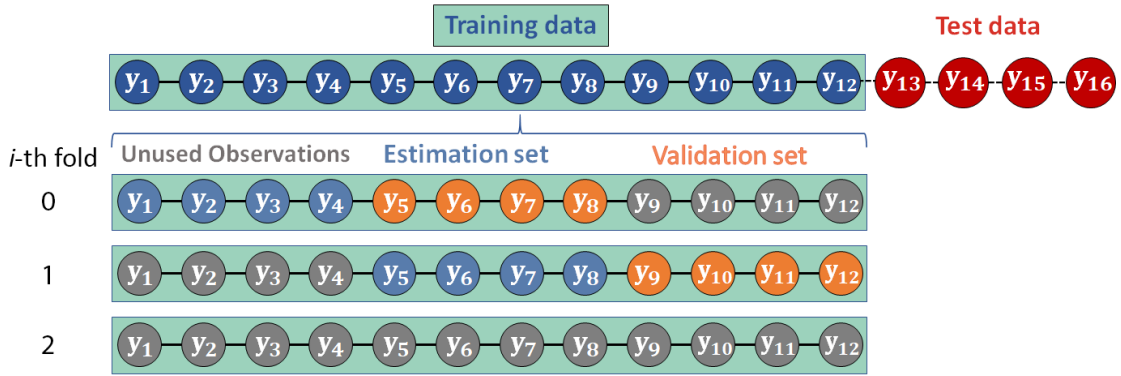 Training data Test data
y1 y2 y3 y4 y5 y6 y7 y8 y9 y10 y11 y12 y13 y14 y15 y16
i-th fold Unused Observations Estimation set Validation set
0 y1 y2 y3 y4 y5 y6 y7 y8 y9 y10 y11 y12
1 y1 y2 y3 y4 y5 y6 y7 y8 y9 y10 y11 y12
2 y1 y2 y3 y4 y5 y6 y7 y8 y9 y10 y11 y12